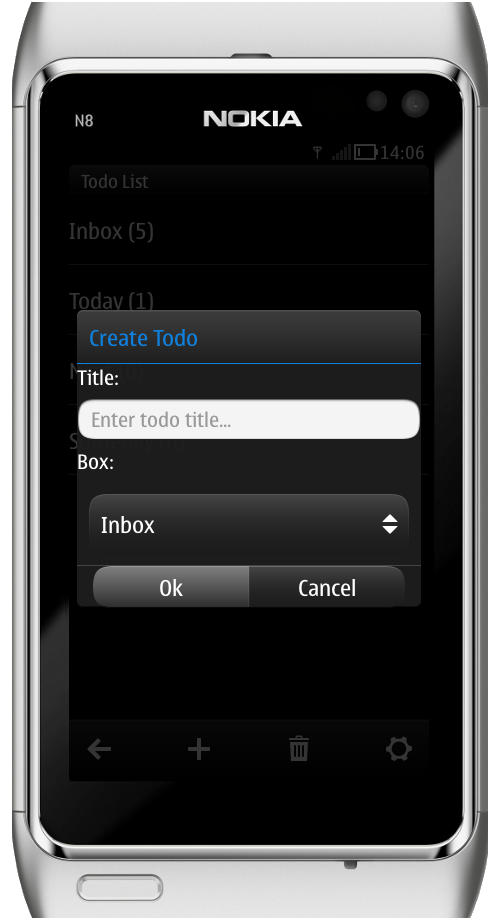 N8
NOKIA
14:06
Todo List
Inbox (5)
Today (1)
Create Todo
Title:
Enter todo title...
Box:
Inbox
Ok
Cancel